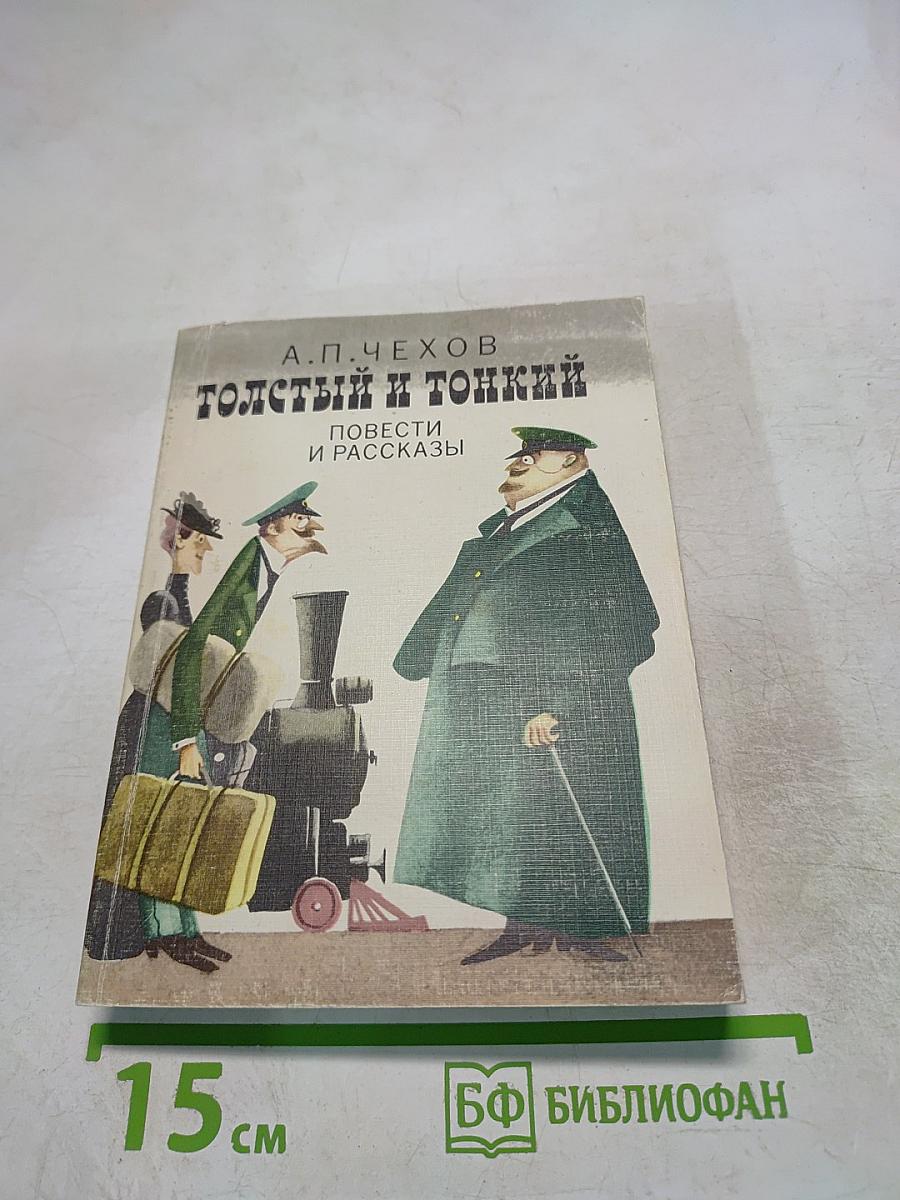 А.П.ЧЕХОВ
ТОЛСТЫЙ И ТОНКИЙ
ПОВЕСТИ
И РАССКАЗЫ
15 см
БФ БИБЛИОФАН